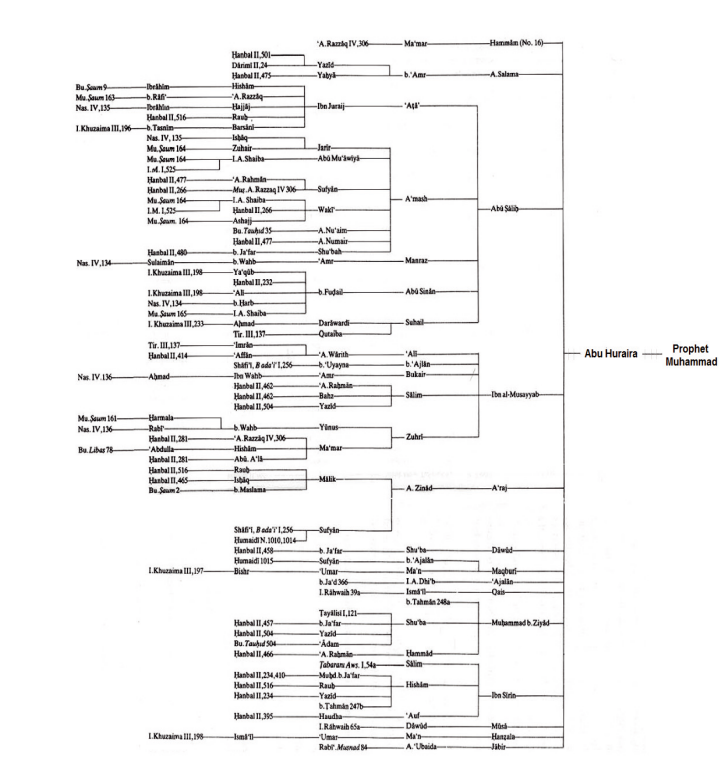 'A.Razzāq IV,306 Ma'mar Hammām (No. 16)
Ḥanbal II,501
Dārimī II,24 Yazīd
Ḥanbal II,475 Yaḥyā b.'Amr A.Salama
Bu.Ṣaum 9 Ibrāhīm Hishām
Mu.Ṣaum 163 b.Rāfi' 'A.Razzāq
Nas. IV,135 Ibrāhīm Ḥajjāj Ibn Juraij 'Aṭā'
Ḥanbal II,516 Rauḥ
I.Khuzaima III,196 b.Tasnīm Barsānī
Nas. IV, 135 Isḥāq
Mu.Ṣaum 164 Zuhair Jarīr
Mu.Ṣaum 164 I.A.Shaiba Abū Mu'āwiyā
I.M. I,525
Ḥanbal II,477 'A.Raḥmān
Ḥanbal II,266 Muṣ.A.Razzaq IV 306 Sufyān A'mash
Mu.Ṣaum 164 I.A. Shaiba Abū Ṣāliḥ
I.M. I,525 Ḥanbal II,266 Wakī'
Mu.Ṣaum. 164 Ashajj
Bu.Tauḥīd 35 A.Nu'aim
Ḥanbal II,477 A.Numair
Ḥanbal II,480 b.Ja'far Shu'bah
Nas. IV,134 Sulaimān b.Wahb 'Amr Manraz
I.Khuzaima III,198 Ya'qūb
Ḥanbal II,232
I.Khuzaima III,198 'Alī b.Fuḍail Abū Sinān
Nas. IV,134 b.Ḥarb
Mu.Ṣaum 165 I.A.Shaiba
I. Khuzaima III,233 Aḥmad Darāwardī Suhail
Tir. III,137 Qutaiba
Abu Huraira Prophet Muhammad
Tir. III,137 'Imrān
Ḥanbal II,414 'Affān 'A.Wārith 'Alī
Shāfi'ī, Bada'i' I,256 b.'Uyayna b.'Ajlān
Nas. IV.136 Aḥmad Ibn Wahb 'Amr Bukair
Ḥanbal II,462 'A.Raḥmān
Ḥanbal II,462 Bahz Sālim Ibn al-Musayyab
Ḥanbal II,504 Yazīd
Mu.Ṣaum 161 Ḥarmala
Nas. IV,136 Rabī' b.Wahb Yūnus
Ḥanbal II,281 'A.Razzāq IV,306 Zuhrī
Bu.Libas 78 'Abdulla Hishām Ma'mar
Ḥanbal II,281 Abū. A'lā
Ḥanbal II,516 Rauḥ
Ḥanbal II,465 Isḥāq Mālik
Bu.Ṣaum 2 b.Maslama A. Zinād A'raj
Shāfi'ī, Bada'i' I,256 Sufyān
Ḥumaidī N.1010,1014
Ḥanbal II,458 b. Ja'far Shu'ba Dāwūd
Ḥumaidī 1015 Sufyān b.'Ajalān
I.Khuzaima III,197 Bishr 'Umar Ma'n Maqburī
b.Ja'd 366 I.A.Dhi'b 'Ajalān
I.Rāhwaih 39a Ismā'īl Qais
b.Tahmān 248a
Tayālisī I,121
Ḥanbal II,457 b.Ja'far Shu'ba Muḥammad b.Ziyād
Ḥanbal II,504 Yazīd
Bu.Tauḥīd 504 'Ādam
Ḥanbal II,466 'A.Raḥmān Ḥammād
Ṭabaranī Aws. I,54a Sālim
Ḥanbal II,234,410 Muḥd.b.Ja'far
Ḥanbal II,516 Rauḥ Hishām
Ḥanbal II,234 Yazīd Ibn Sīrīn
b.Ṭahmān 247b
Ḥanbal II,395 Haudha 'Auf
I.Rāhwaih 65a Dāwūd Mūsā
I.Khuzaima III,198 Ismā'īl 'Umar Ma'n Ḥanẓala
Rabī'.Musnad 84 A.'Ubaida Jābir